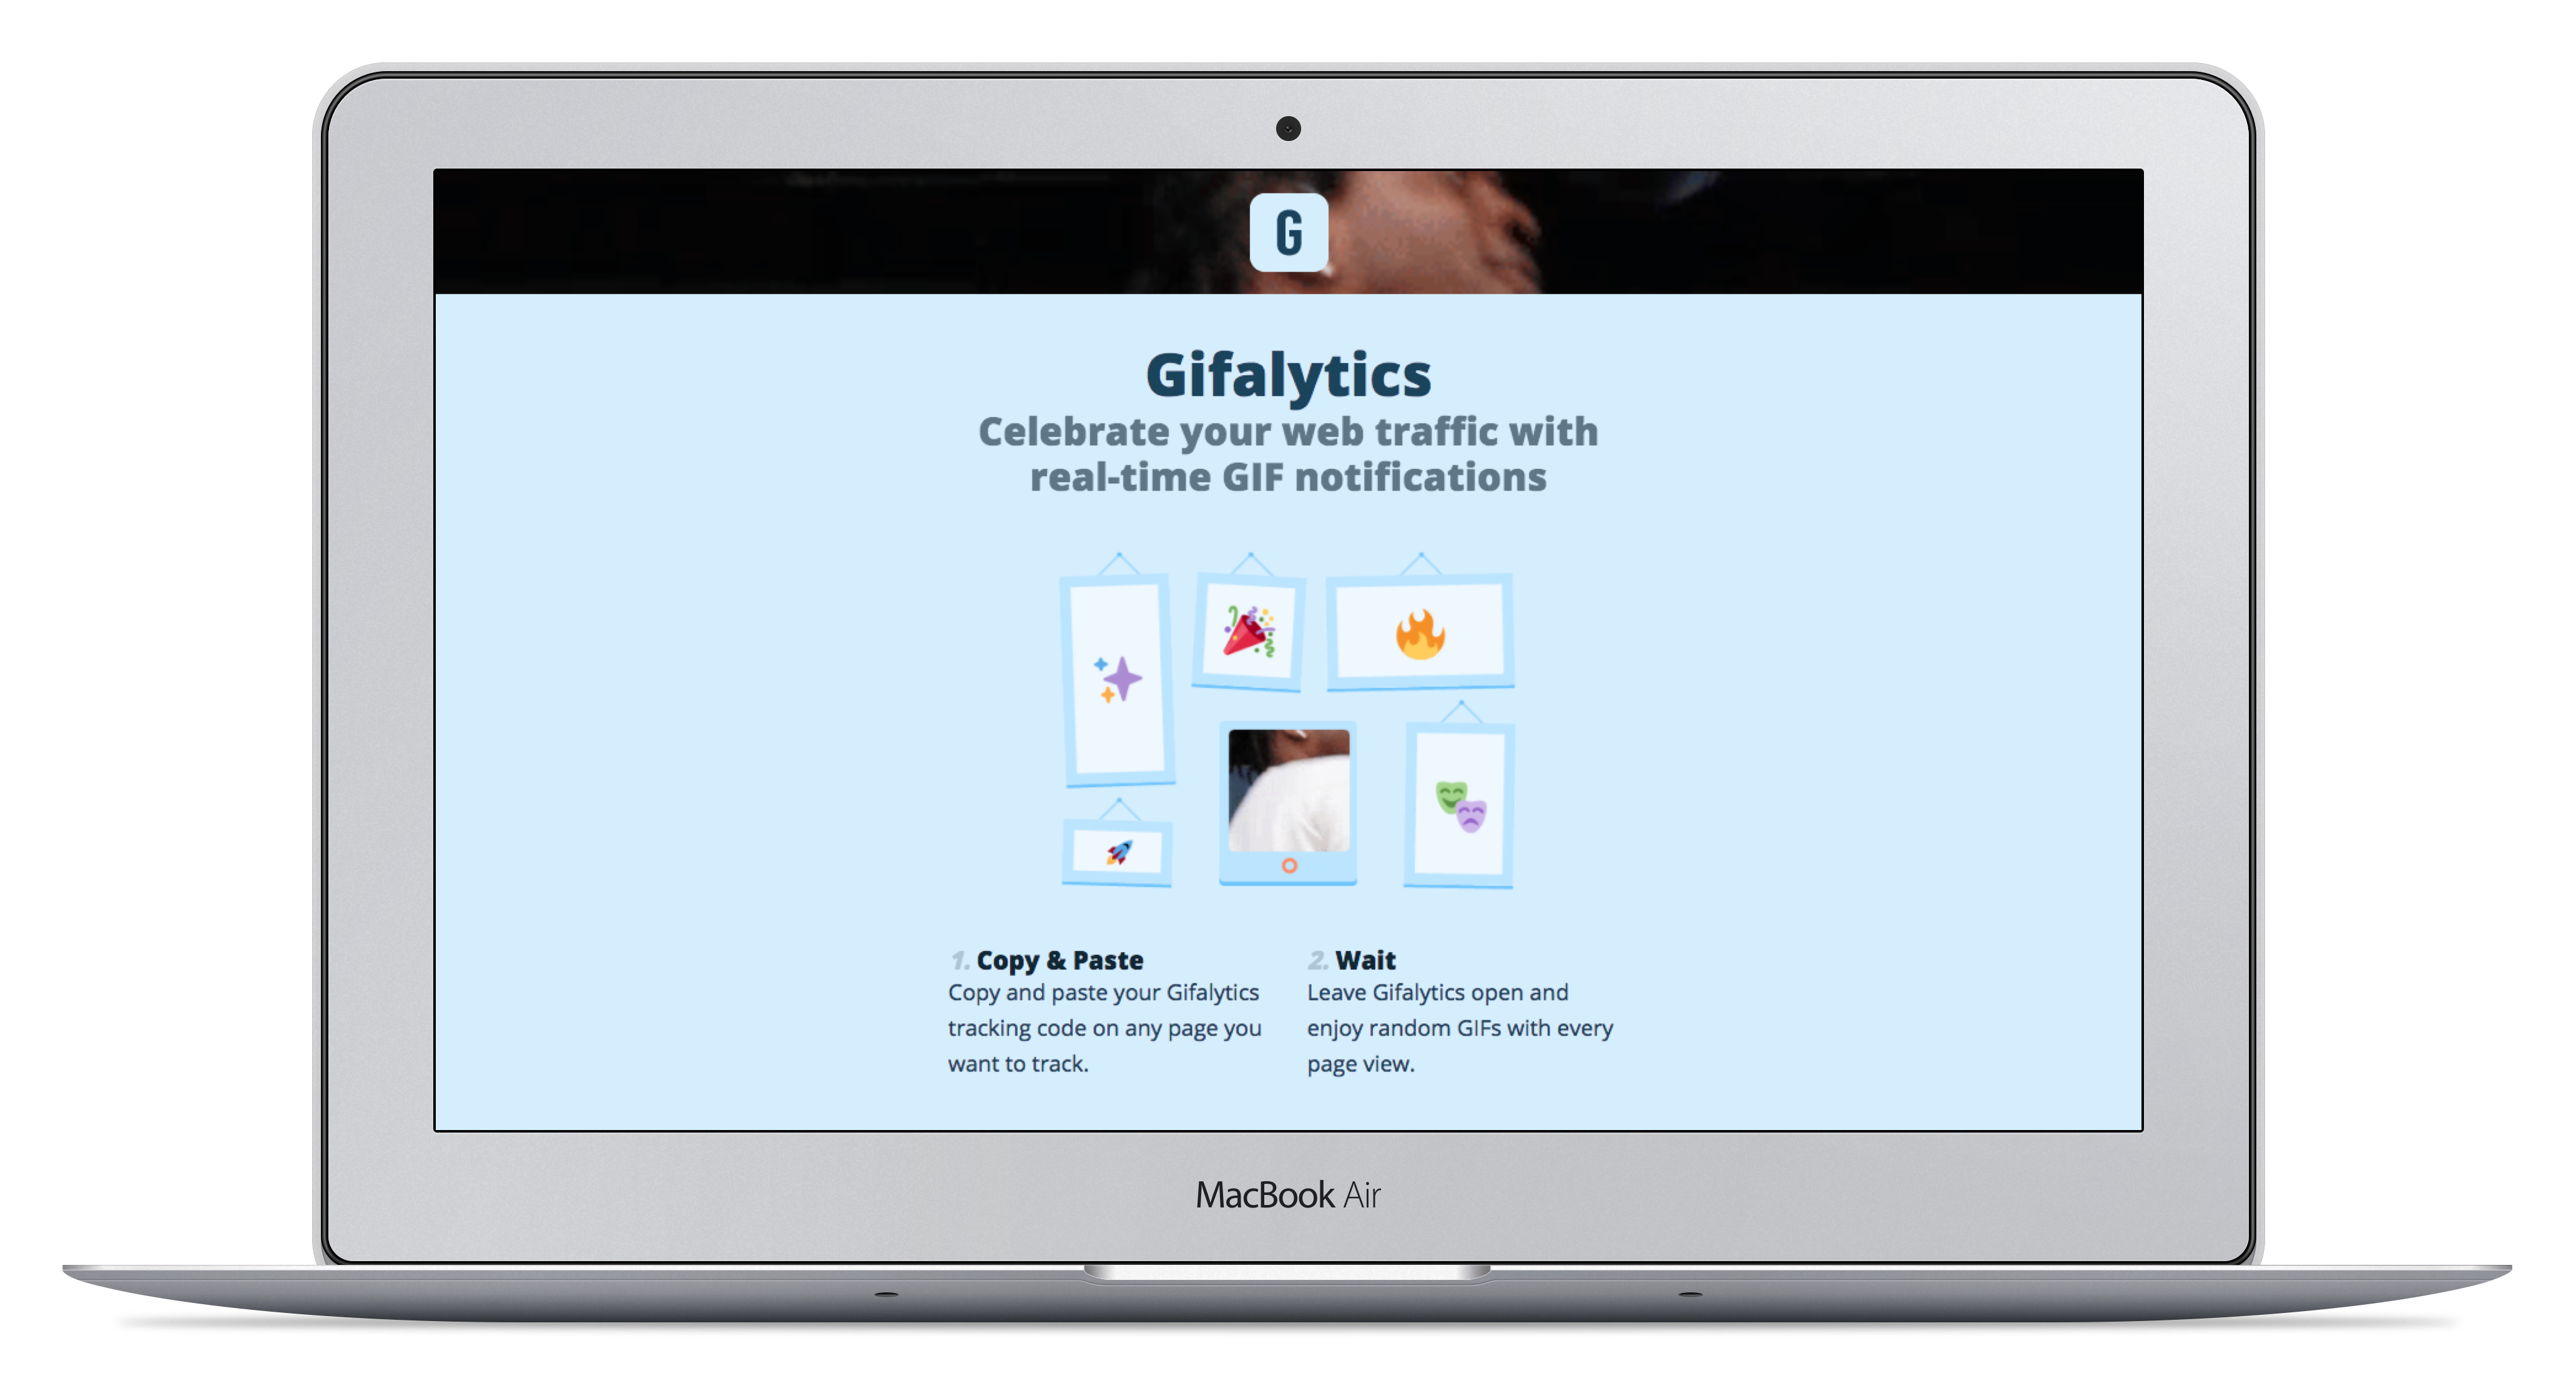 G
Gifalytics
Celebrate your web traffic with
real-time GIF notifications
1. Copy & Paste
Copy and paste your Gifalytics
tracking code on any page you
want to track.
2. Wait
Leave Gifalytics open and
enjoy random GIFs with every
page view.
MacBook Air